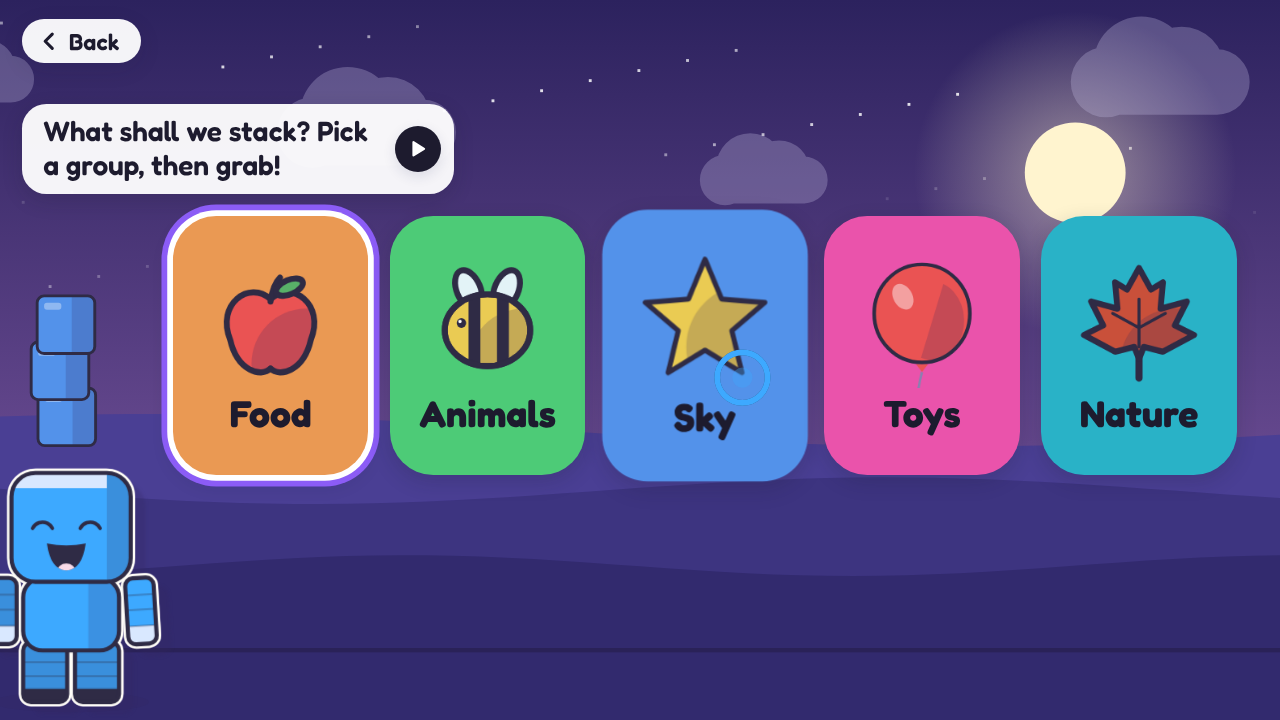 Back
What shall we stack? Pick
a group, then grab!
Food
Animals
Sky
Toys
Nature